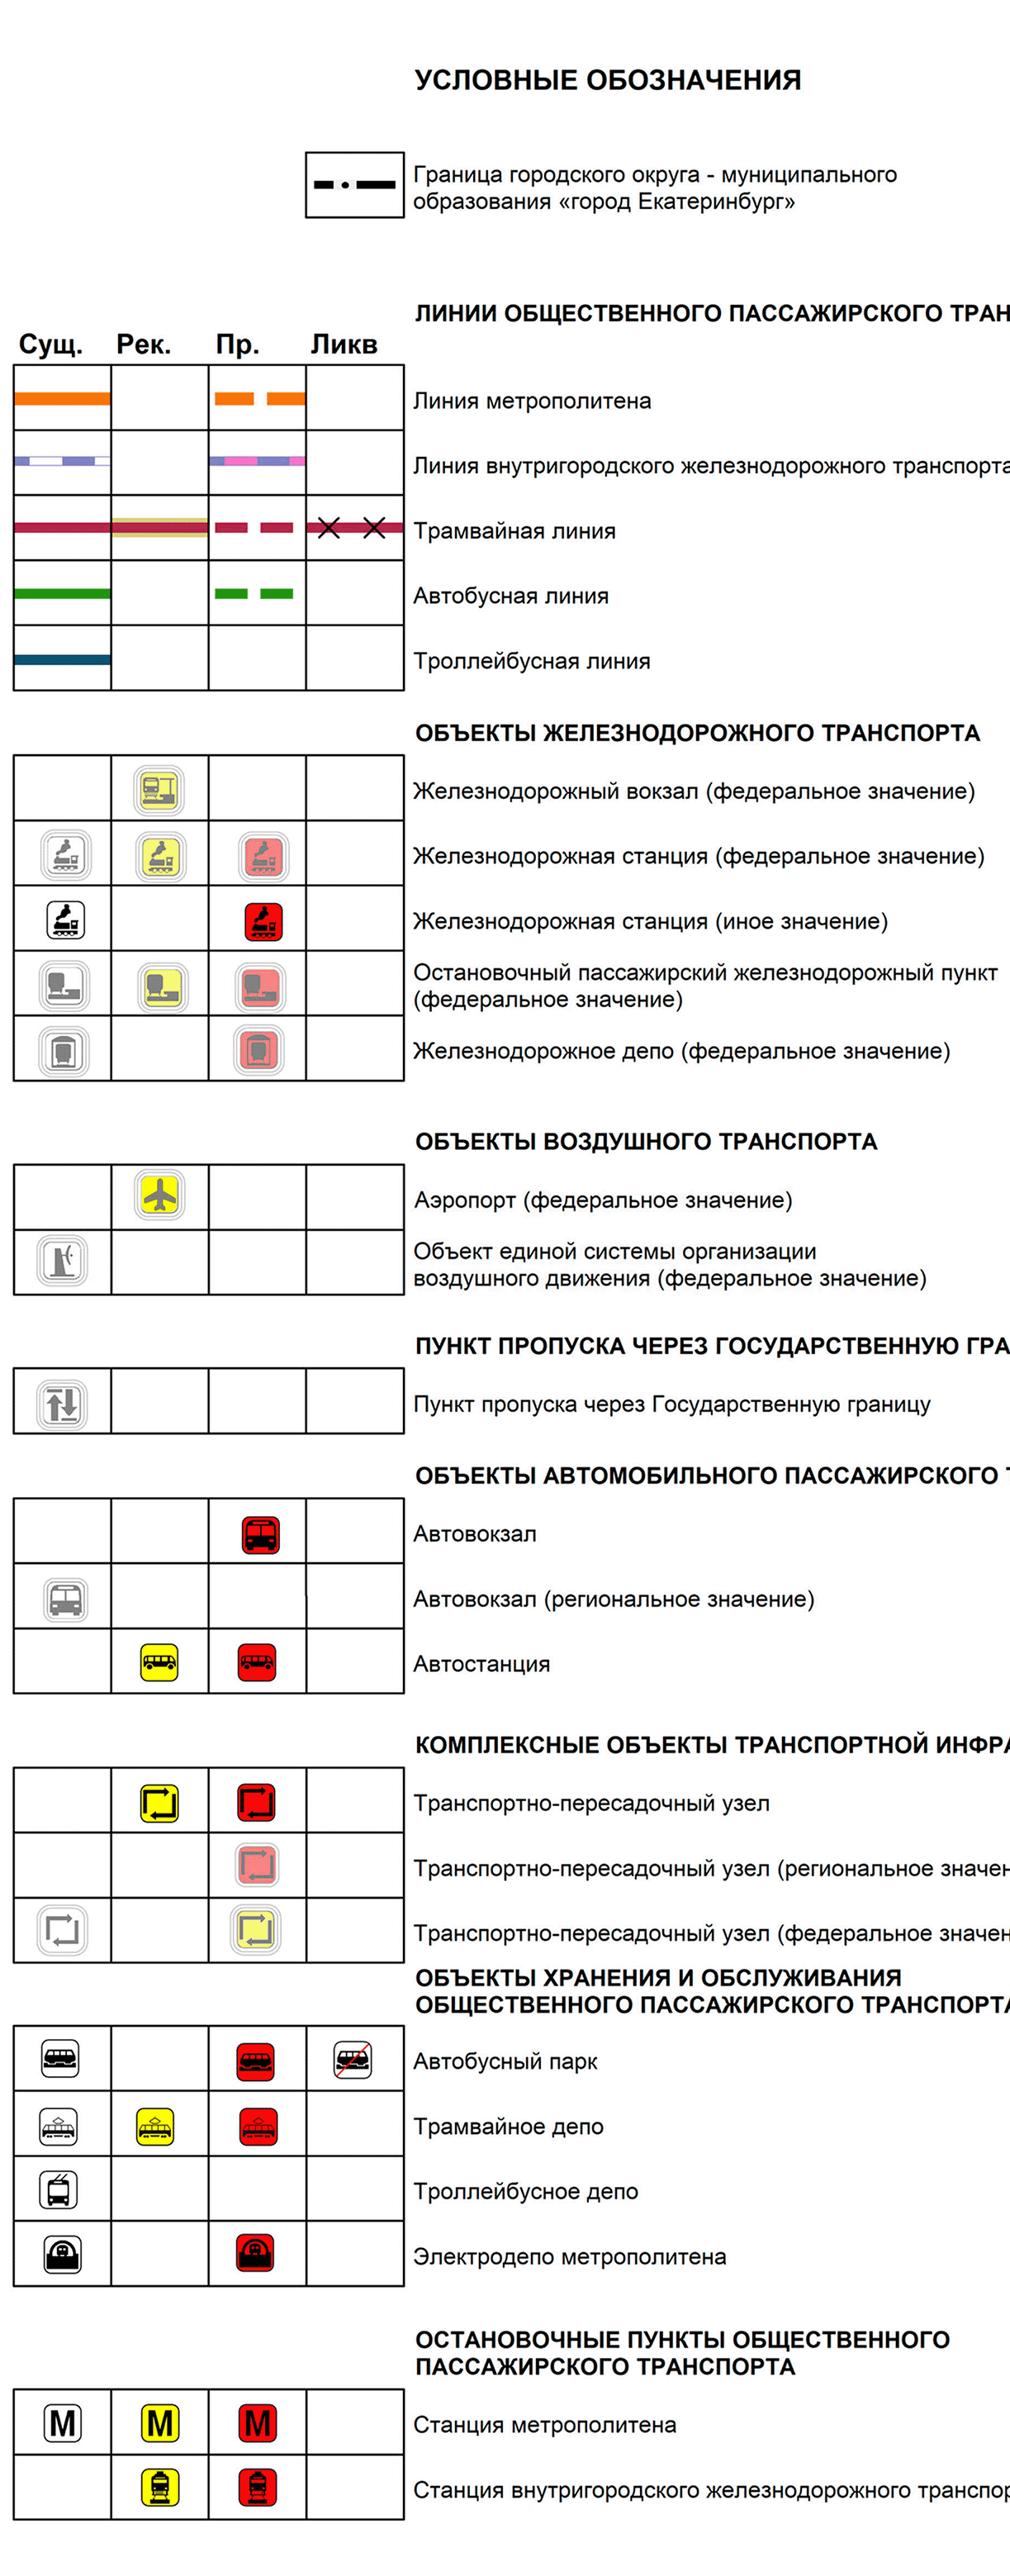 УСЛОВНЫЕ ОБОЗНАЧЕНИЯ
Граница городского округа - муниципального
образования «город Екатеринбург»
ЛИНИИ ОБЩЕСТВЕННОГО ПАССАЖИРСКОГО
Сущ. Рек. Пр. Ликв
Линия метрополитена
Линия внутригородского железнодорожного транспорта
Трамвайная линия
Автобусная линия
Троллейбусная линия
ОБЪЕКТЫ ЖЕЛЕЗНОДОРОЖНОГО ТРАНСПОРТА
Железнодорожный вокзал (федеральное значение)
Железнодорожная станция (федеральное значение)
Железнодорожная станция (иное значение)
Остановочный пассажирский железнодорожный пункт
(федеральное значение)
Железнодорожное депо (федеральное значение)
ОБЪЕКТЫ ВОЗДУШНОГО ТРАНСПОРТА
Аэропорт (федеральное значение)
Объект единой системы организации
воздушного движения (федеральное значение)
ПУНКТ ПРОПУСКА ЧЕРЕЗ ГОСУДАРСТВЕННУЮ
Пункт пропуска через Государственную границу
ОБЪЕКТЫ АВТОМОБИЛЬНОГО ПАССАЖИРСКОГО
Автовокзал
Автовокзал (региональное значение)
Автостанция
КОМПЛЕКСНЫЕ ОБЪЕКТЫ ТРАНСПОРТНОЙ
Транспортно-пересадочный узел
Транспортно-пересадочный узел (региональное
Транспортно-пересадочный узел (федеральное
ОБЪЕКТЫ ХРАНЕНИЯ И ОБСЛУЖИВАНИЯ
ОБЩЕСТВЕННОГО ПАССАЖИРСКОГО ТРАНСПОРТА
Автобусный парк
Трамвайное депо
Троллейбусное депо
Электродепо метрополитена
ОСТАНОВОЧНЫЕ ПУНКТЫ ОБЩЕСТВЕННОГО
ПАССАЖИРСКОГО ТРАНСПОРТА
М М М Станция метрополитена
Станция внутригородского железнодорожного